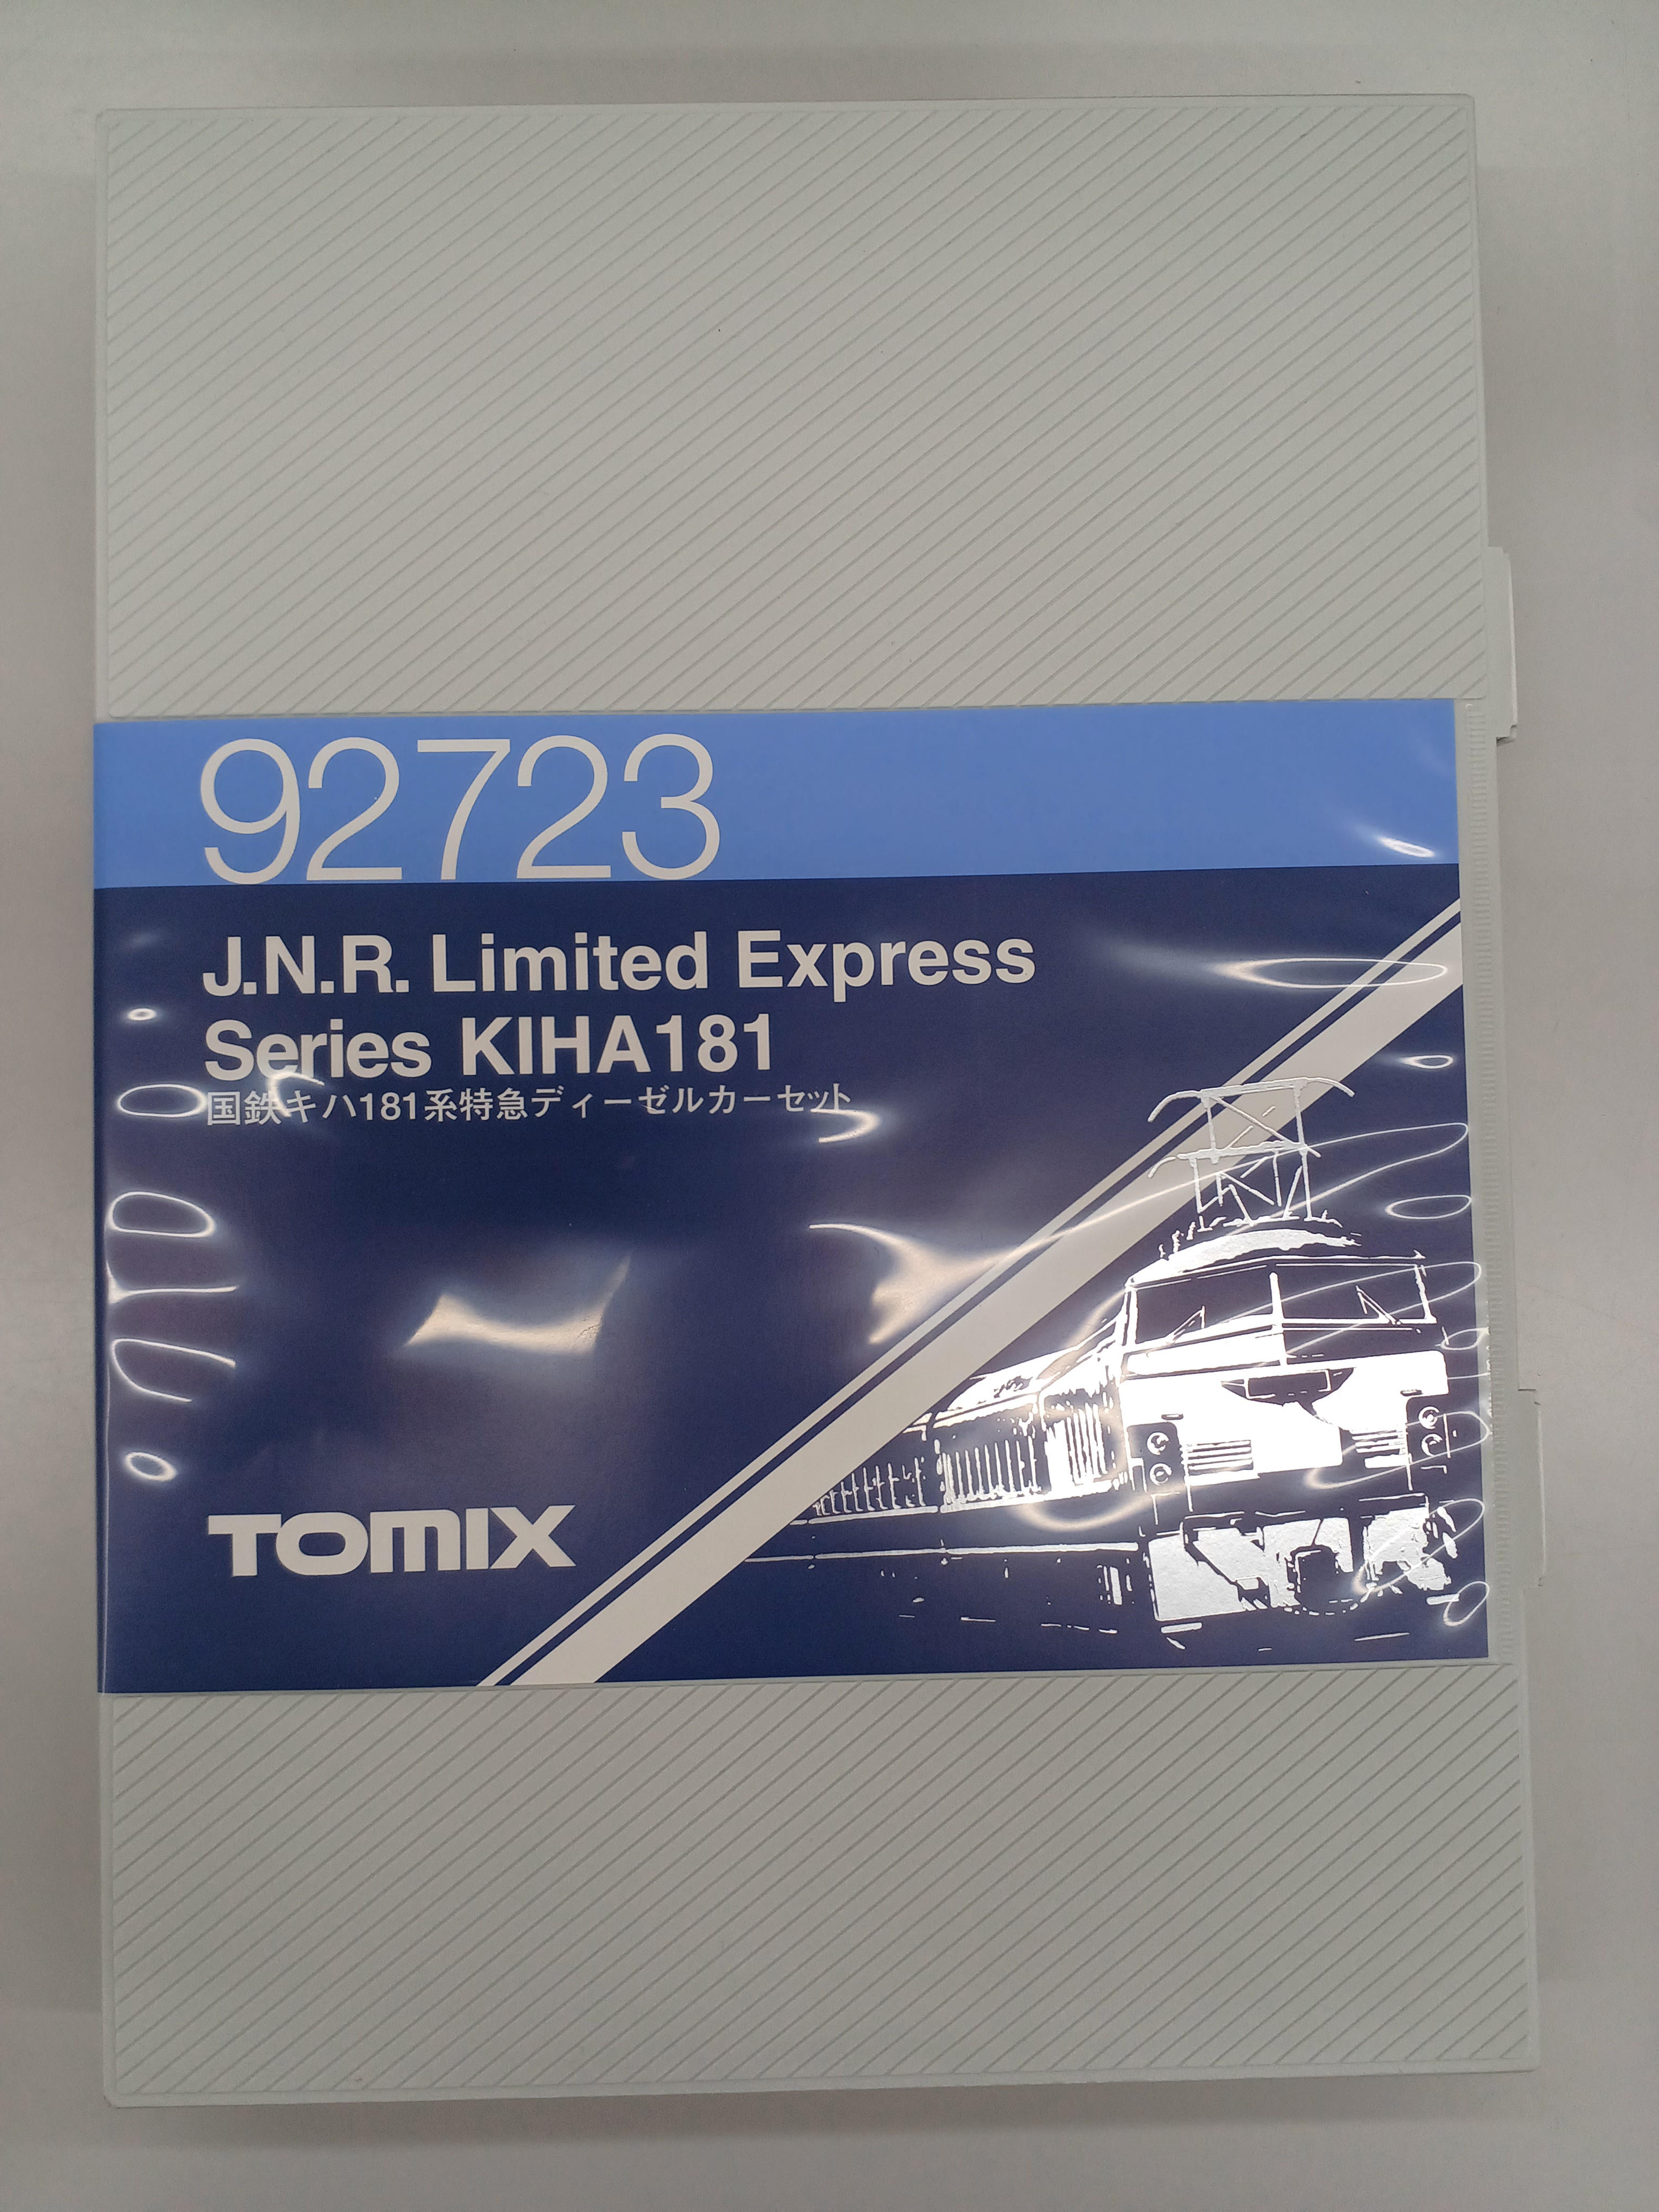 92723
J.N.R. Limited Express
Series KIHA181
国鉄キハ181系特急ディーゼルカーセット
TOMIX